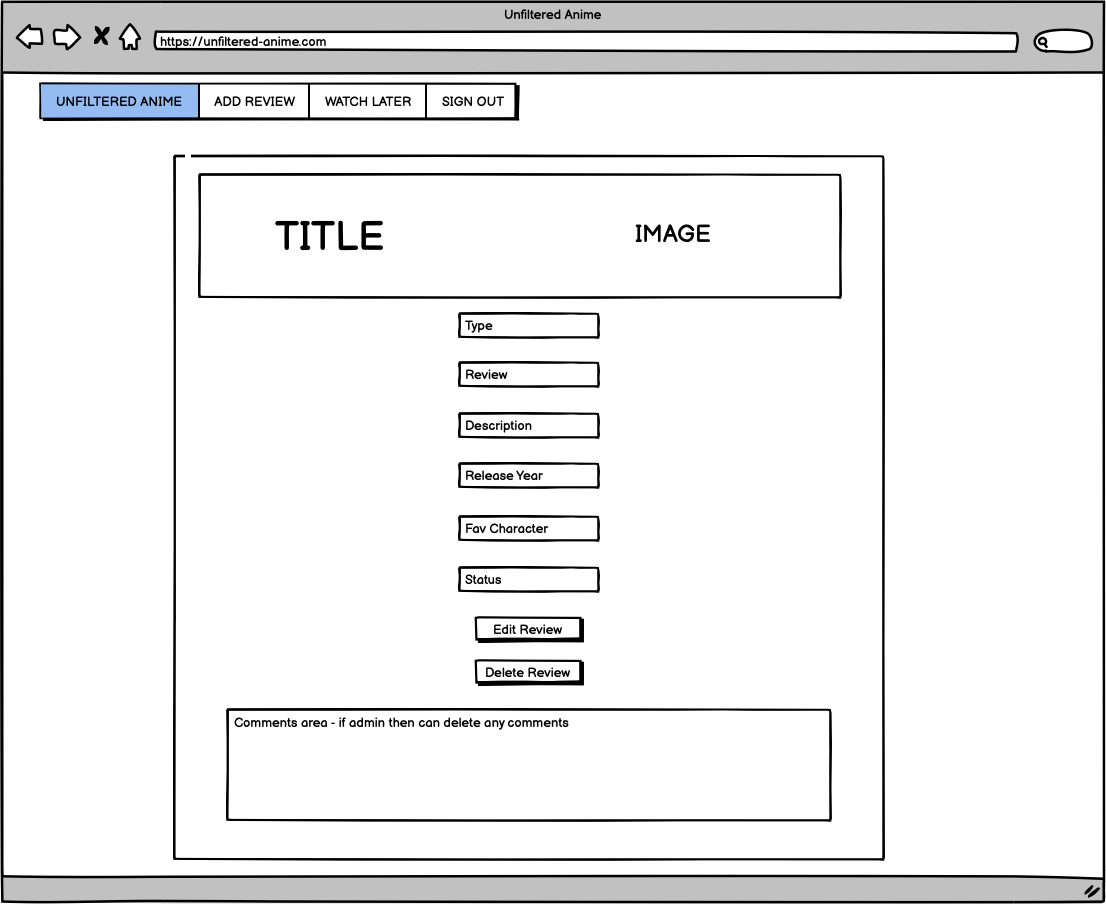 Unfiltered Anime
https://unfiltered-anime.com
UNFILTERED ANIME ADD REVIEW WATCH LATER SIGN OUT
TITLE IMAGE
Type
Review
Description
Release Year
Fav Character
Status
Edit Review
Delete Review
Comments area - if admin then can delete any comments